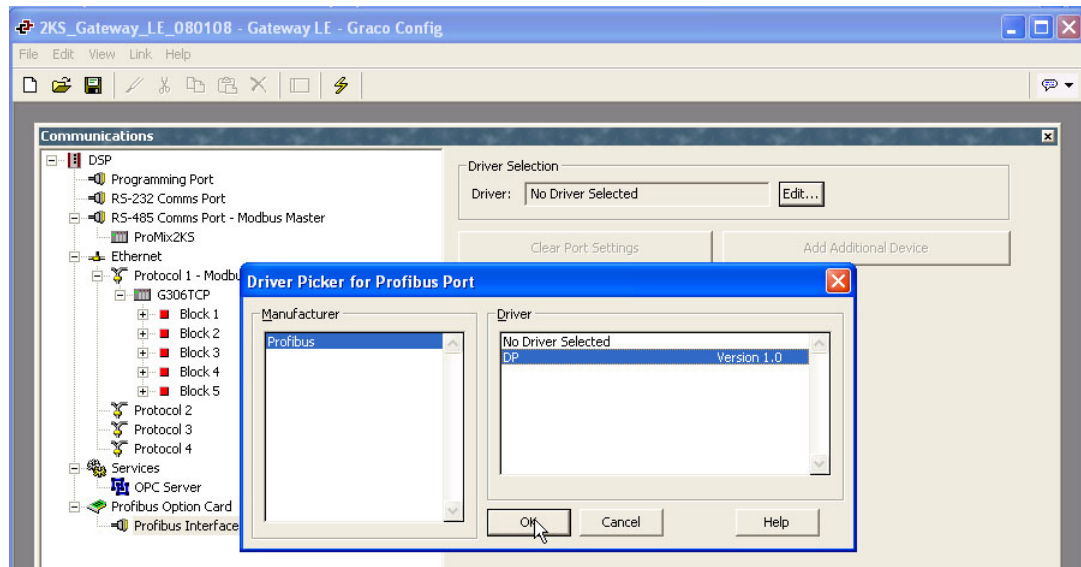 2KS_Gateway_LE_080108 - Gateway LE - Graco Config
File Edit View Link Help
Communications
DSP
Programming Port
RS-232 Comms Port
RS-485 Comms Port - Modbus Master
ProMix2KS
Ethernet
Protocol 1 - Modbu
G306TCP
Block 1
Block 2
Block 3
Block 4
Block 5
Protocol 2
Protocol 3
Protocol 4
Services
OPC Server
Profibus Option Card
Profibus Interface
Driver Selection
Driver: No Driver Selected Edit...
Clear Port Settings Add Additional Device
Driver Picker for Profibus Port
Manufacturer
Profibus
Driver
No Driver Selected
DP Version 1.0
OK Cancel Help